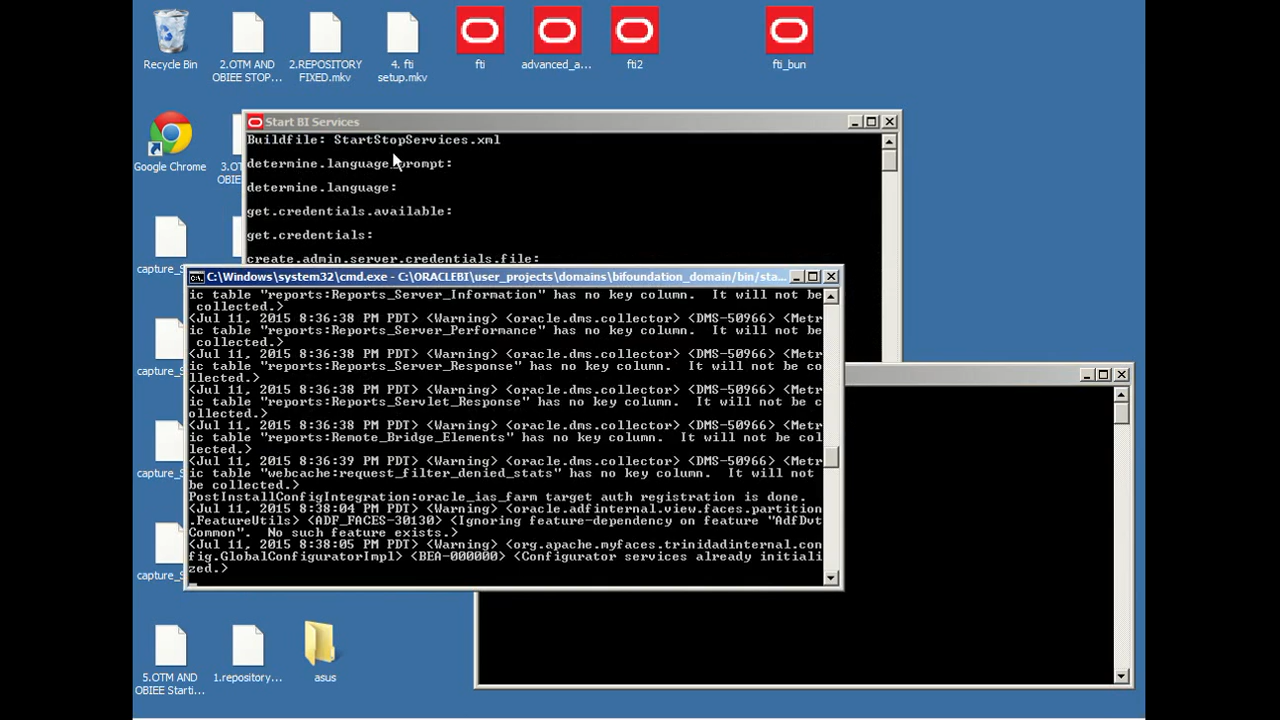 Recycle Bin
2.OTM AND
OBIEE STOP...
2.REPOSITORY
FIXED.mkv
4. fti
setup.mkv
fti
advanced_a...
fti2
fti_bun
Google Chrome
3.OT
OBIE
capture_S
capture_S
capture_S
capture_S
5.OTM AND
OBIEE Starti...
1.repository...
asus
Start BI Services
Buildfile: StartStopServices.xml
determine.language_prompt:
determine.language:
get.credentials.available:
get.credentials:
create.admin.server.credentials.file:
C:\Windows\system32\cmd.exe - C:\ORACLEBI\user_projects\domains\bifoundation_domain/bin/sta...
ic table "reports:Reports_Server_Information" has no key column.  It will not be
 collected.>
<Jul 11, 2015 8:36:38 PM PDT> <Warning> <oracle.dms.collector> <DMS-50966> <Metr
ic table "reports:Reports_Server_Performance" has no key column.  It will not be
 collected.>
<Jul 11, 2015 8:36:38 PM PDT> <Warning> <oracle.dms.collector> <DMS-50966> <Metr
ic table "reports:Reports_Server_Response" has no key column.  It will not be co
llected.>
<Jul 11, 2015 8:36:38 PM PDT> <Warning> <oracle.dms.collector> <DMS-50966> <Metr
ic table "reports:Reports_Servlet_Response" has no key column.  It will not be c
ollected.>
<Jul 11, 2015 8:36:38 PM PDT> <Warning> <oracle.dms.collector> <DMS-50966> <Metr
ic table "reports:Remote_Bridge_Elements" has no key column.  It will not be col
lected.>
<Jul 11, 2015 8:36:39 PM PDT> <Warning> <oracle.dms.collector> <DMS-50966> <Metr
ic table "webcache:request_filter_denied_stats" has no key column.  It will not
be collected.>
PostInstallConfigIntegration:oracle_ias_farm target auth registration is done.
<Jul 11, 2015 8:38:04 PM PDT> <Warning> <oracle.adfinternal.view.faces.partition
.FeatureUtils> <ADF_FACES-30130> <Ignoring feature-dependency on feature "AdfDvt
Common".  No such feature exists.>
<Jul 11, 2015 8:38:05 PM PDT> <Warning> <org.apache.myfaces.trinidadinternal.con
fig.GlobalConfiguratorImpl> <BEA-000000> <Configurator services already initiali
zed.>